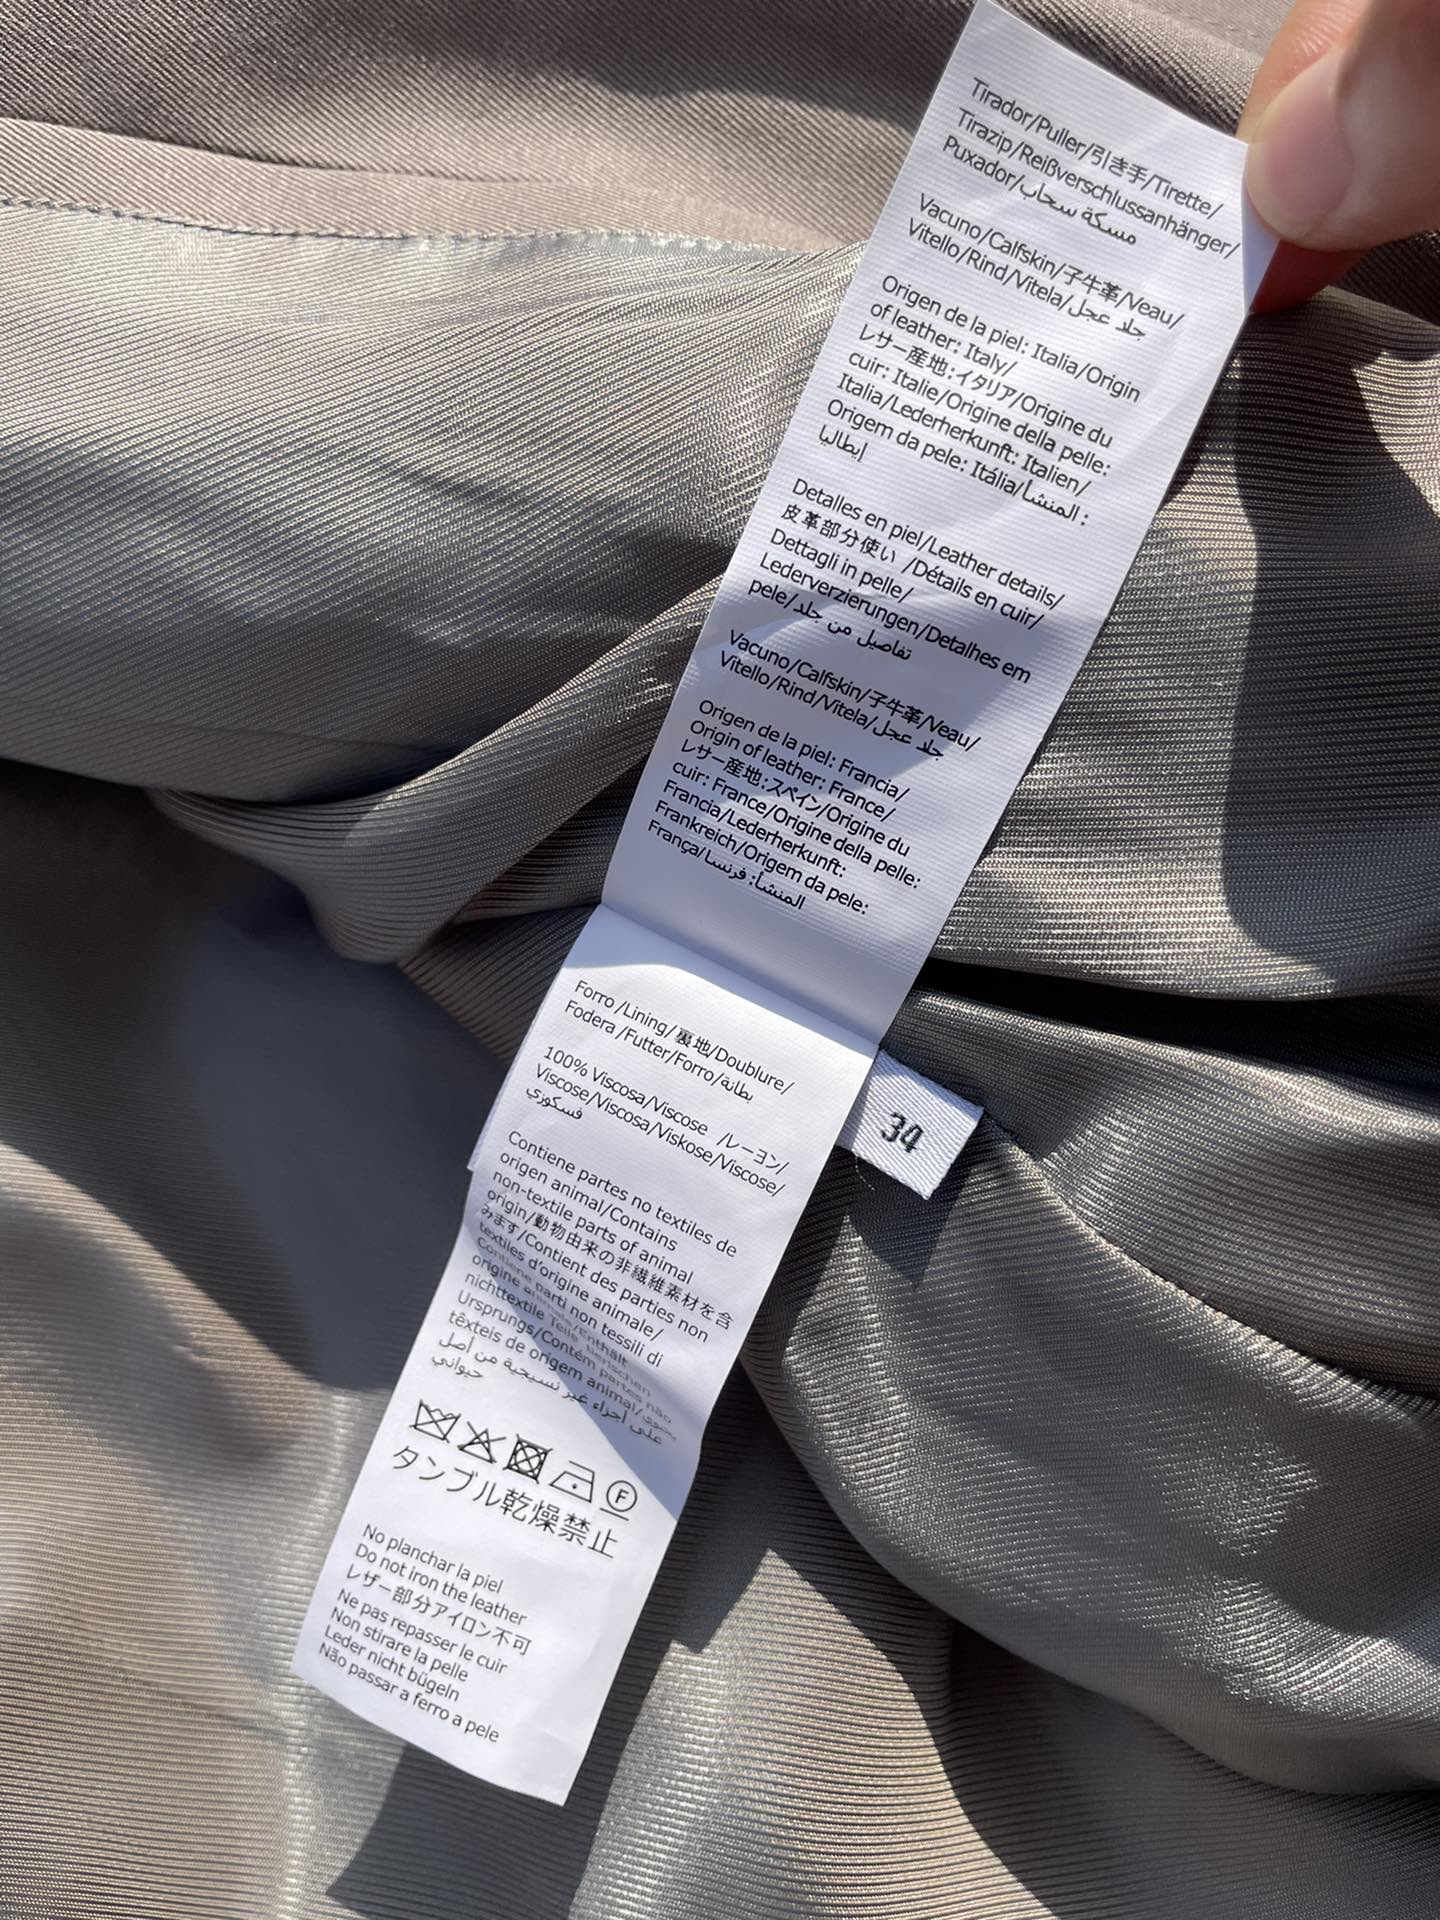 Tirador/Puller/引き手/Tirette/
Tirazip/Reißverschlussanhänger/
Puxador/مسكة سحاب
Vacuno/Calfskin/子牛革/Veau/
Vitello/Rind/Vitela/جلد عجل
Origen de la piel: Italia/Origin
of leather: Italy/
レザー産地:イタリア/Origine du
cuir: Italie/Origine della pelle:
Italia/Lederherkunft: Italien/
Origem da pele: Itália/المنشأ:
إيطاليا
Detalles en piel/Leather details/
皮革部分使い /Détails en cuir/
Dettagli in pelle/
Lederverzierungen/Detalhes em
pele/تفاصيل من جلد
Vacuno/Calfskin/子牛革/Veau/
Vitello/Rind/Vitela/جلد عجل
Origen de la piel: Francia/
Origin of leather: France/
レザー産地:スペイン/Origine du
cuir: France/Origine della pelle:
Francia/Lederherkunft:
Frankreich/Origem da pele:
França/المنشأ: فرنسا
Forro /Lining/ 裏地/Doublure/
Fodera /Futter/Forro/بطانة
100% Viscosa/Viscose /レーヨン/
Viscose/Viscosa/Viskose/Viscose/
فسكوزي
34
Contiene partes no textiles de
origen animal/Contains
non-textile parts of animal
origin/動物由来の非繊維素材を含
みます/Contient des parties non
textiles d'origine animale/
Contiene parti non tessili di
origine animale/Enthält
nichttextile Teile tierischen
Ursprungs/Contém partes não
têxteis de origem animal/يحتوي
على أجزاء غير نسيجية من أصل
حيواني
F
タンブル乾燥禁止
No planchar la piel
Do not iron the leather
レザー部分アイロン不可
Ne pas repasser le cuir
Non stirare la pelle
Leder nicht bügeln
Não passar a ferro a pele